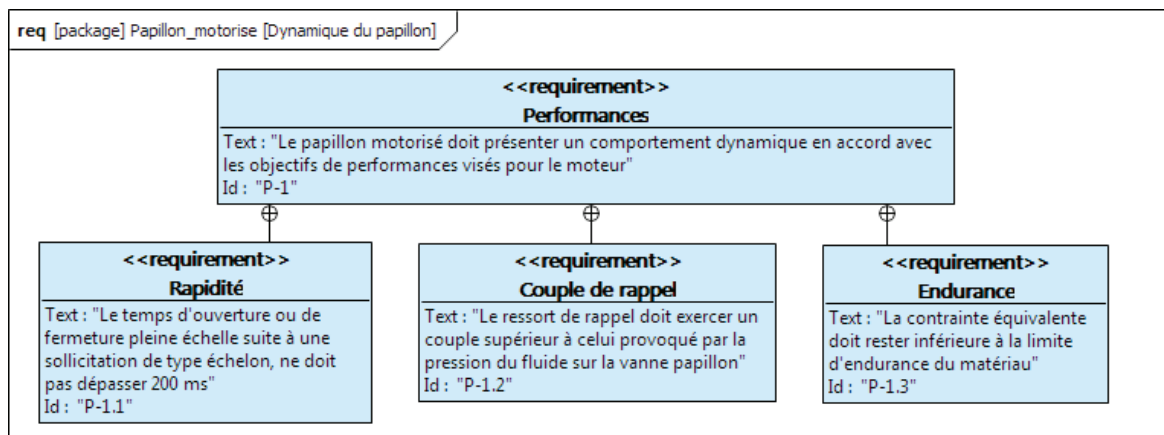 req [package] Papillon_motorise [Dynamique du papillon]
<<requirement>>
Performances
Text : "Le papillon motorisé doit présenter un comportement dynamique en accord avec
les objectifs de performances visés pour le moteur"
Id : "P-1"
<<requirement>>
Rapidité
Text : "Le temps d'ouverture ou de
fermeture pleine échelle suite à une
sollicitation de type échelon, ne doit
pas dépasser 200 ms"
Id : "P-1.1"
<<requirement>>
Couple de rappel
Text : "Le ressort de rappel doit exercer un
couple supérieur à celui provoqué par la
pression du fluide sur la vanne papillon"
Id : "P-1.2"
<<requirement>>
Endurance
Text : "La contrainte équivalente
doit rester inférieure à la limite
d'endurance du matériau"
Id : "P-1.3"